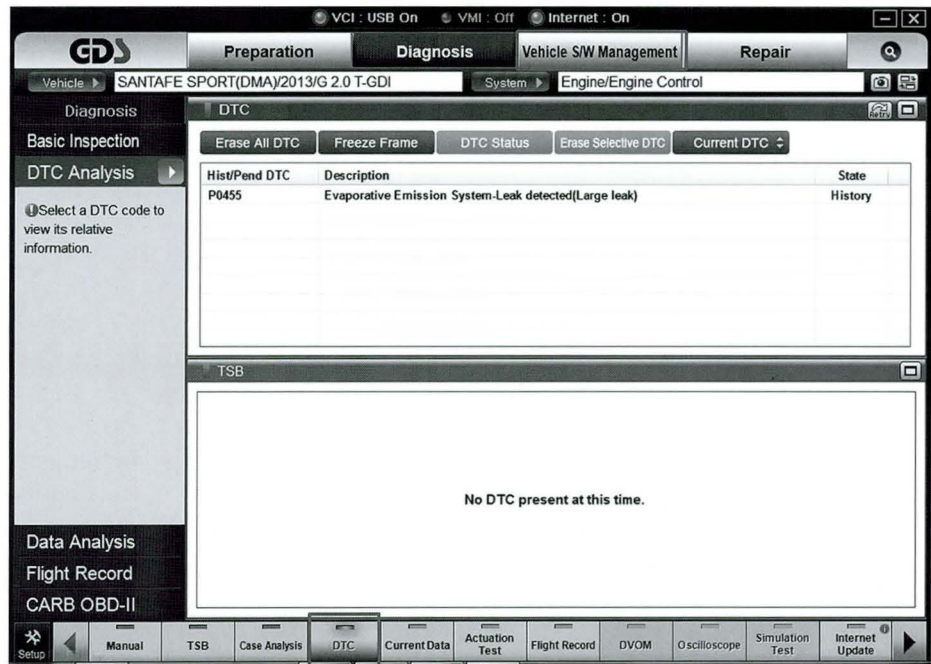 VCI : USB On VMI : Off Internet : On
GDS Preparation Diagnosis Vehicle S/W Management Repair
Vehicle SANTAFE SPORT(DMA)/2013/G 2.0 T-GDI System Engine/Engine Control
Diagnosis
Basic Inspection
DTC Analysis
Select a DTC code to
view its relative
information.
Data Analysis
Flight Record
CARB OBD-II
DTC Retry
Erase All DTC Freeze Frame DTC Status Erase Selective DTC Current DTC
Hist/Pend DTC Description State
P0455 Evaporative Emission System-Leak detected(Large leak) History
TSB
No DTC present at this time.
Setup Manual TSB Case Analysis DTC Current Data Actuation Test Flight Record DVOM Oscilloscope Simulation Test Internet Update